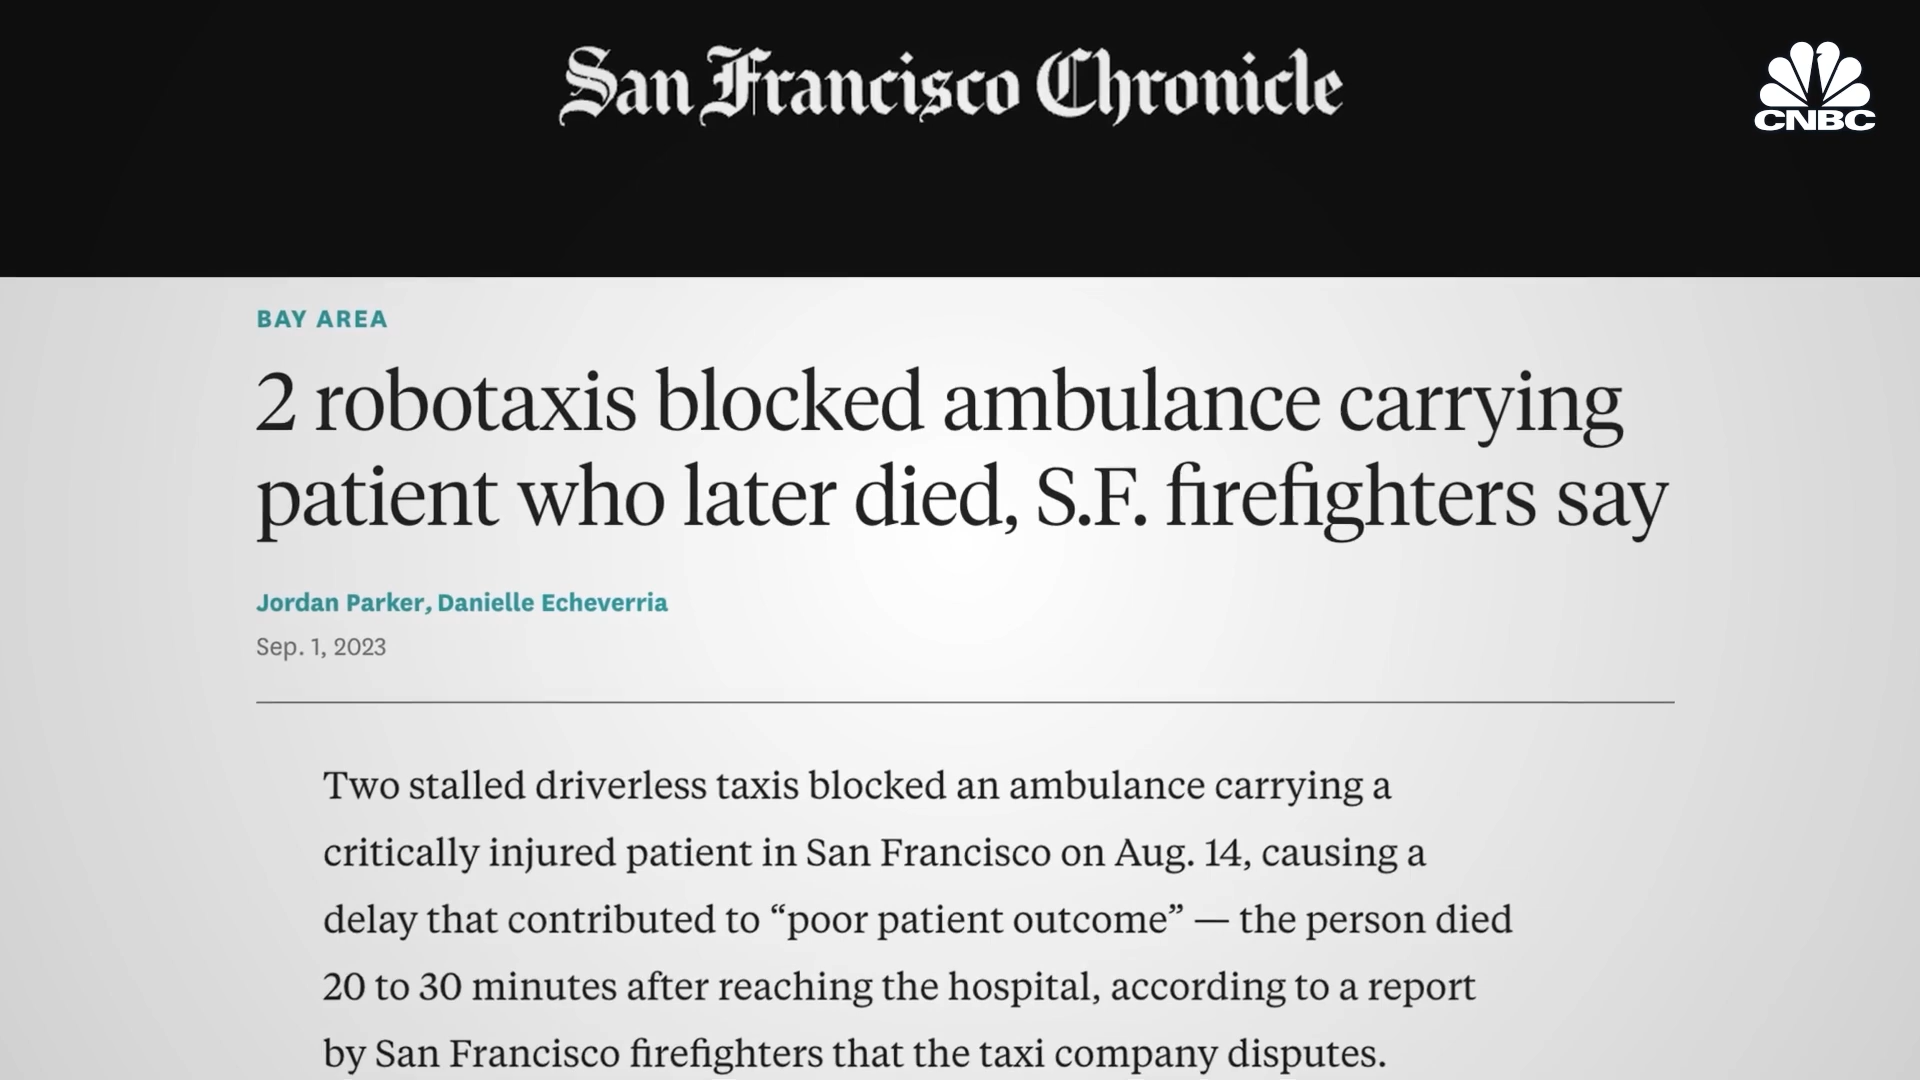 San Francisco Chronicle
CNBC
BAY AREA
2 robotaxis blocked ambulance carrying
patient who later died, S.F. firefighters say
Jordan Parker, Danielle Echeverria
Sep. 1, 2023
Two stalled driverless taxis blocked an ambulance carrying a
critically injured patient in San Francisco on Aug. 14, causing a
delay that contributed to “poor patient outcome” — the person died
20 to 30 minutes after reaching the hospital, according to a report
by San Francisco firefighters that the taxi company disputes.